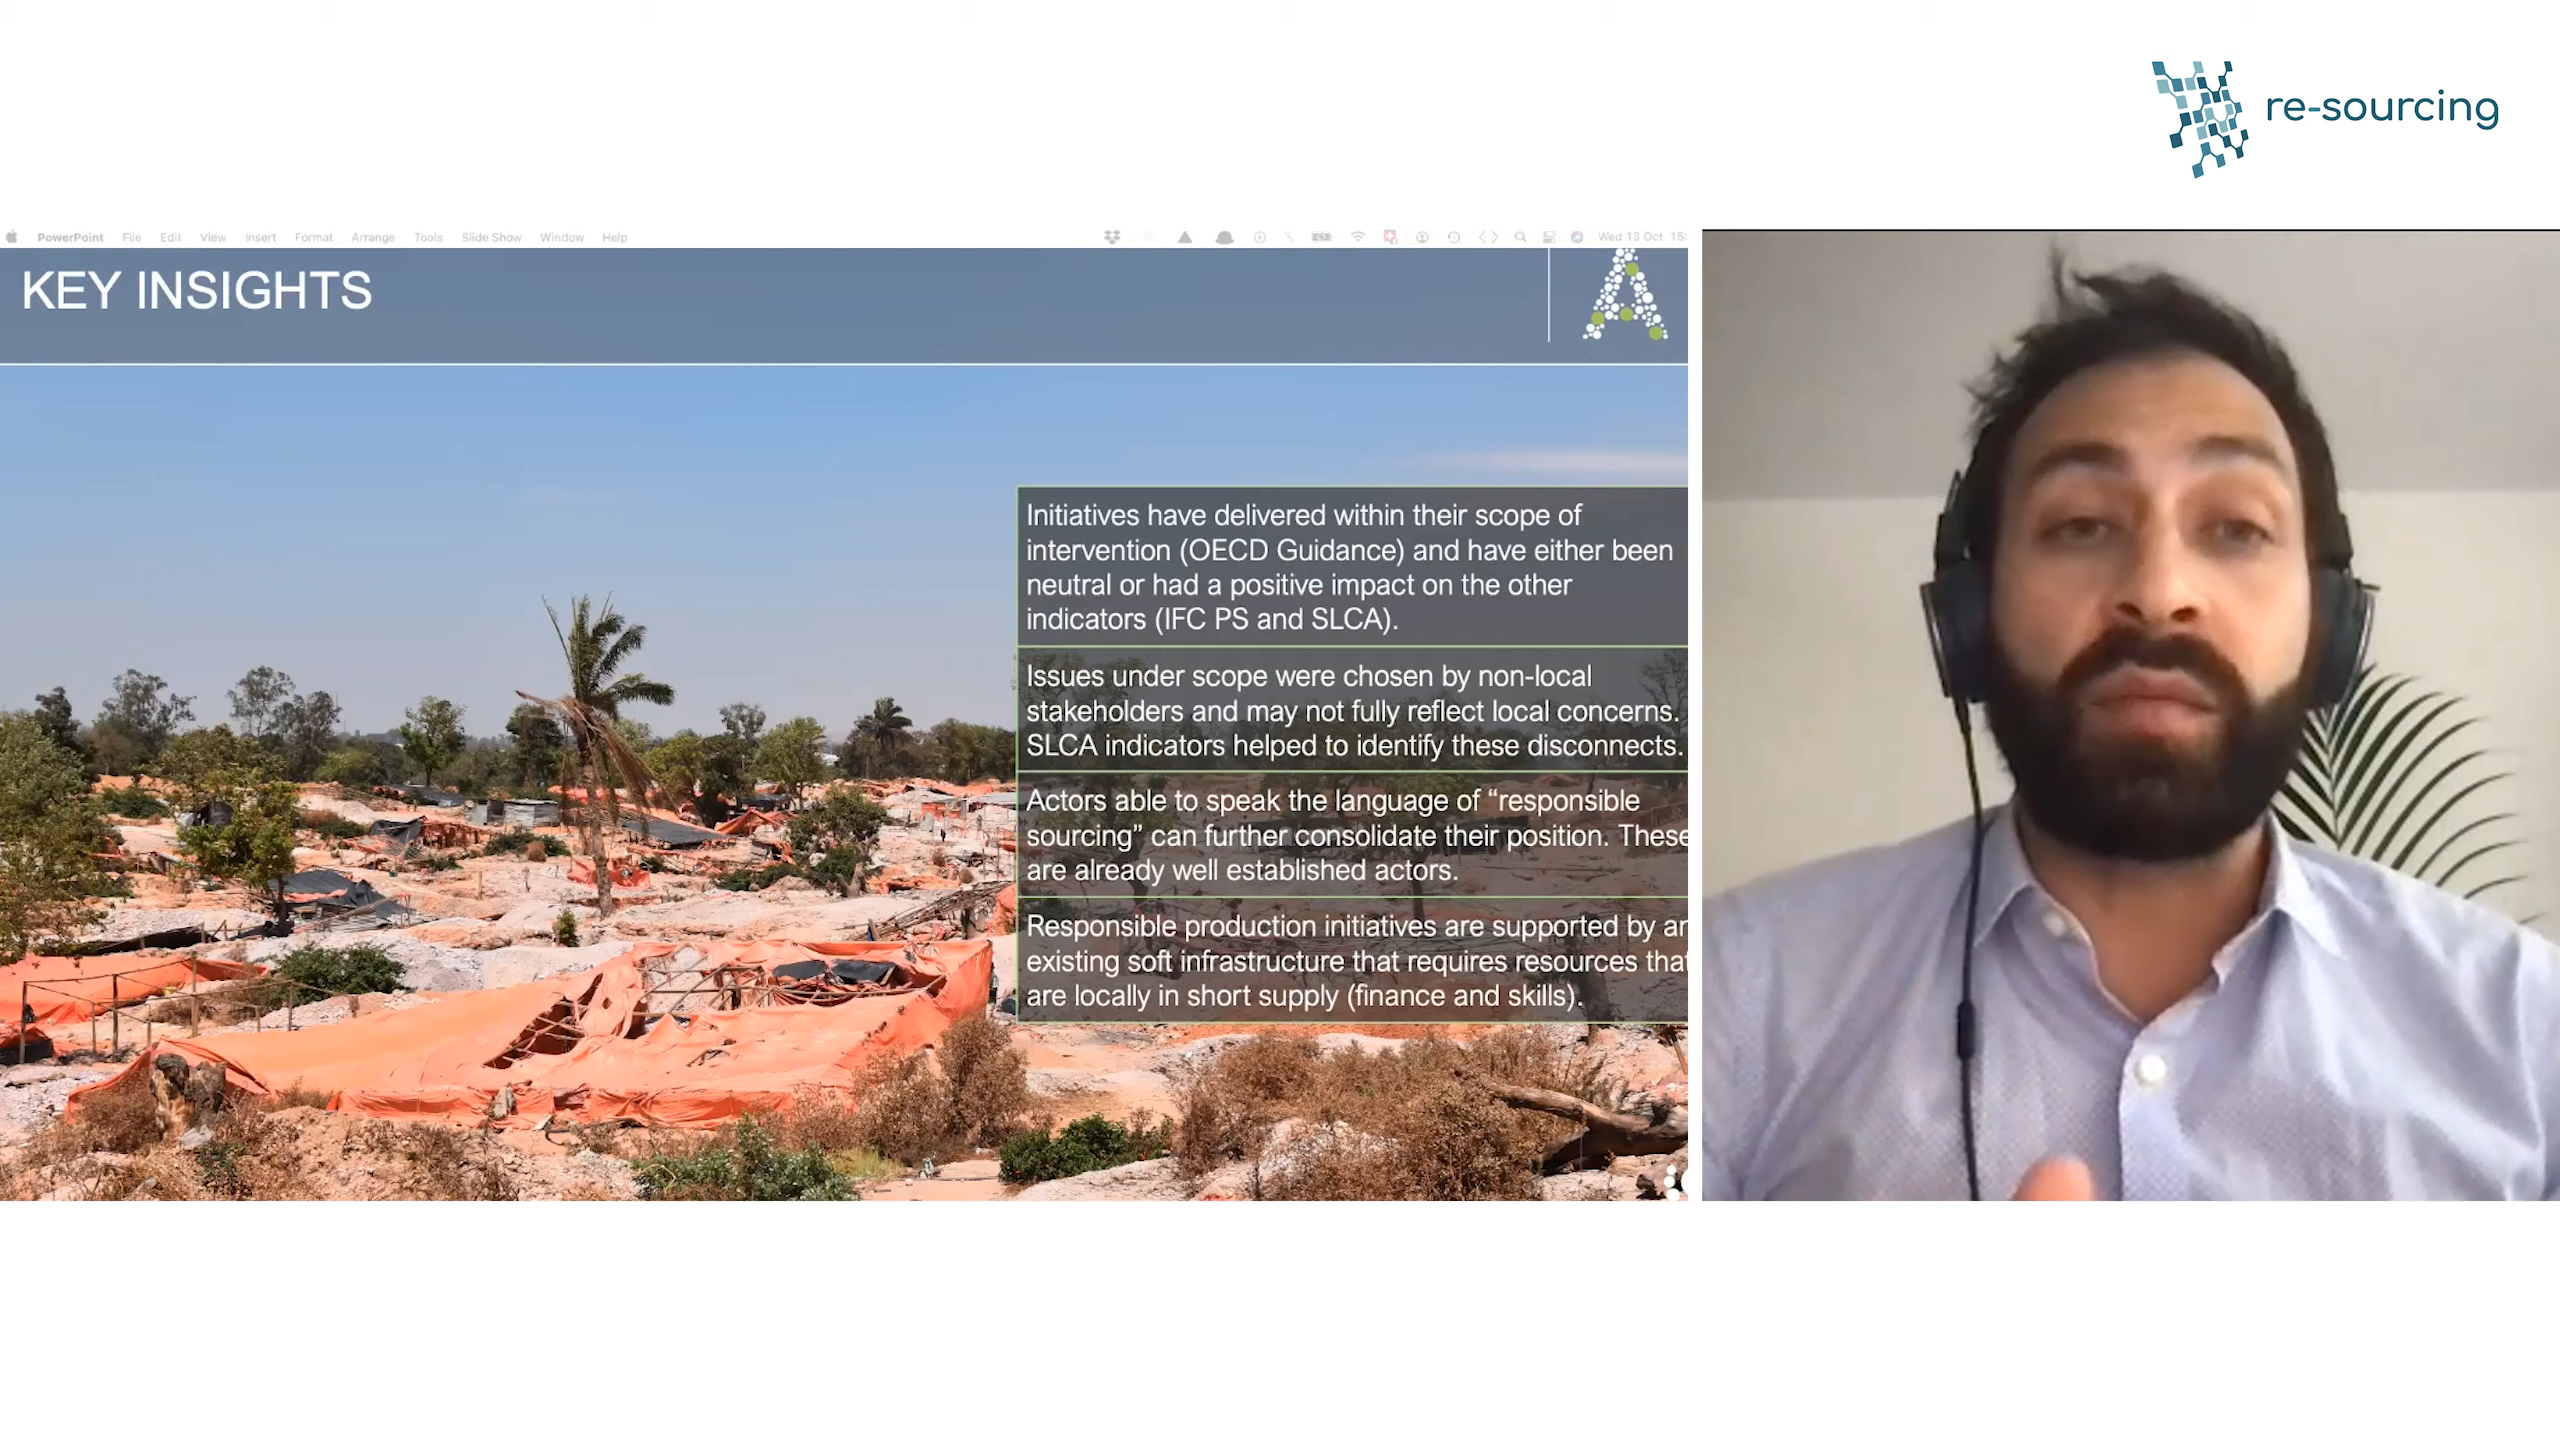 re-sourcing
PowerPoint File Edit View Insert Format Arrange Tools Slide Show Window Help Wed 13 Oct 15:
KEY INSIGHTS
Initiatives have delivered within their scope of
intervention (OECD Guidance) and have either been
neutral or had a positive impact on the other
indicators (IFC PS and SLCA).
Issues under scope were chosen by non-local
stakeholders and may not fully reflect local concerns.
SLCA indicators helped to identify these disconnects.
Actors able to speak the language of “responsible
sourcing” can further consolidate their position. These
are already well established actors.
Responsible production initiatives are supported by an
existing soft infrastructure that requires resources that
are locally in short supply (finance and skills).